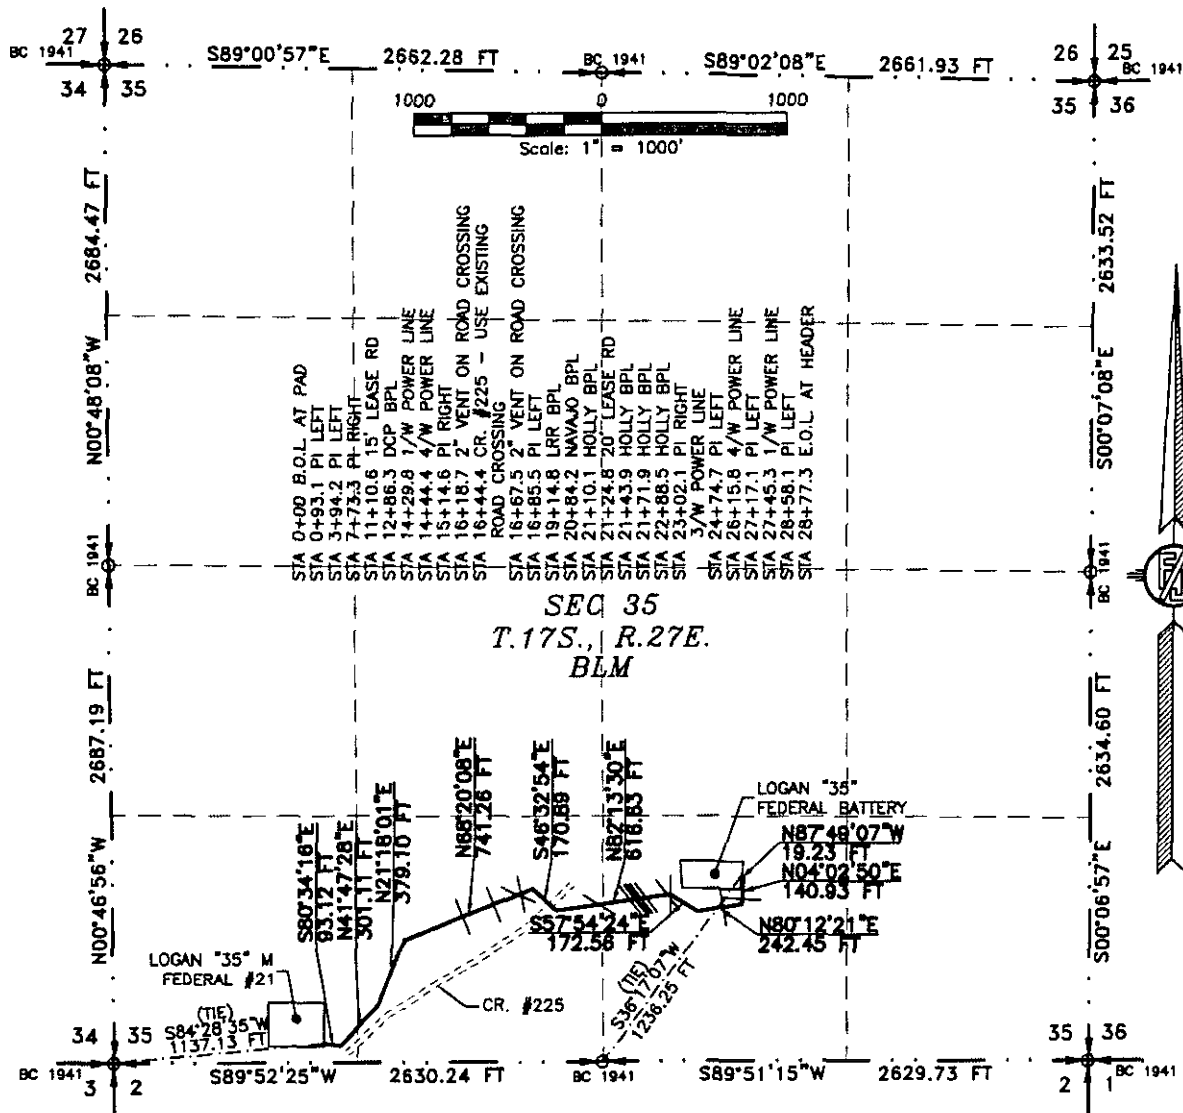 27 26
BC 1941
34 35
S89°00'57"E 2662.28 FT
BC 1941
S89°02'08"E 2661.93 FT
26 25
BC 1941
35 36
1000 0 1000
Scale: 1" = 1000'
N00°48'08"W 2684.47 FT
S00°07'08"E 2633.52 FT
STA 0+00 B.O.L. AT PAD
STA 0+93.1 PI LEFT
STA 3+94.2 PI LEFT
STA 7+73.3 PI RIGHT
STA 11+10.6 15' LEASE RD
STA 12+86.3 DCP BPL
STA 14+29.8 1/W POWER LINE
STA 14+44.4 4/W POWER LINE
STA 15+14.6 PI RIGHT
STA 16+18.7 2" VENT ON ROAD CROSSING
STA 16+44.4 CR. #225 - USE EXISTING
ROAD CROSSING
STA 16+67.5 2" VENT ON ROAD CROSSING
STA 16+85.5 PI LEFT
STA 19+14.8 LRR BPL
STA 20+84.2 NAVAJO BPL
STA 21+10.1 HOLLY BPL
STA 21+24.8 20' LEASE RD
STA 21+43.9 HOLLY BPL
STA 21+71.9 HOLLY BPL
STA 22+88.5 HOLLY BPL
STA 23+02.1 PI RIGHT
3/W POWER LINE
STA 24+74.7 PI LEFT
STA 26+15.8 4/W POWER LINE
STA 27+17.1 PI LEFT
STA 27+45.3 1/W POWER LINE
STA 28+58.1 PI LEFT
STA 28+77.3 E.O.L. AT HEADER
BC 1941
BC 1941
SEC 35
T.17S., R.27E.
BLM
N00°46'56"W 2687.19 FT
S00°06'57"E 2634.60 FT
S80°34'16"E
93.12 FT
N41°47'28"E
301.11 FT
N21°18'01"E
379.10 FT
N68°20'08"E
741.26 FT
S46°32'54"E
170.89 FT
N82°13'30"E
616.63 FT
LOGAN "35"
FEDERAL BATTERY
N87°49'07"W
19.23 FT
N04°02'50"E
140.93 FT
S57°54'24"E
172.56 FT
N80°12'21"E
242.45 FT
LOGAN "35" M
FEDERAL #21
(TIE)
S84°28'35"W
1137.13 FT
CR. #225
(TIE)
S36°17'07"W
1236.25 FT
34 35
BC 1941
3 2
S89°52'25"W 2630.24 FT
BC 1941
S89°51'15"W 2629.73 FT
35 36
BC 1941
2 1